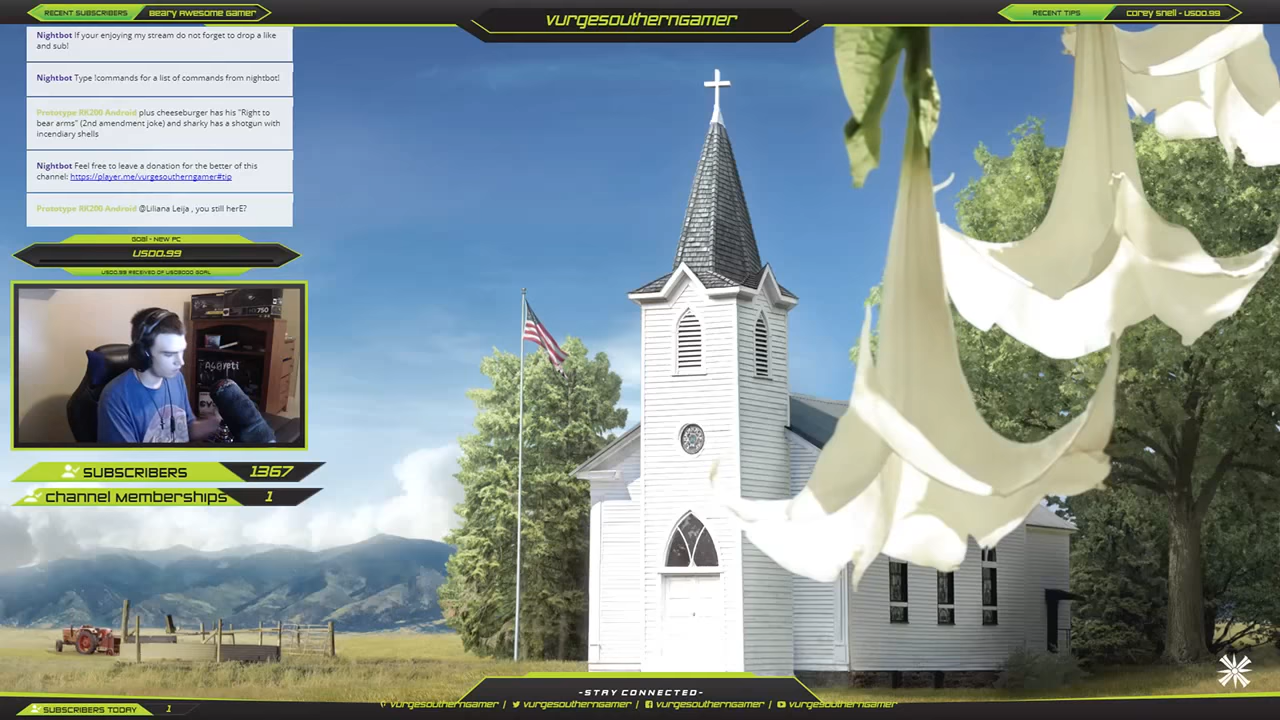 RECENT SUBSCRIBERS Beary Awesome Gamer
vurgesoutherngamer
RECENT TIPS corey snell - USD0.99
Nightbot If your enjoying my stream do not forget to drop a like
and sub!
Nightbot Type !commands for a list of commands from nightbot!
Prototype RK200 Android plus cheeseburger has his "Right to
bear arms" (2nd amendment joke) and sharky has a shotgun with
incendiary shells
Nightbot Feel free to leave a donation for the better of this
channel: https://player.me/vurgesoutherngamer#tip
Prototype RK200 Android @Liliana Leija , you still herE?
Goal - New PC
USD0.99
USD0.99 RECEIVED OF USD3000 GOAL
SUBSCRIBERS 1367
Channel Memberships 1
-STAY CONNECTED-
SUBSCRIBERS TODAY 1
vurgesoutherngamer / vurgesoutherngamer / vurgesoutherngamer / vurgesoutherngamer